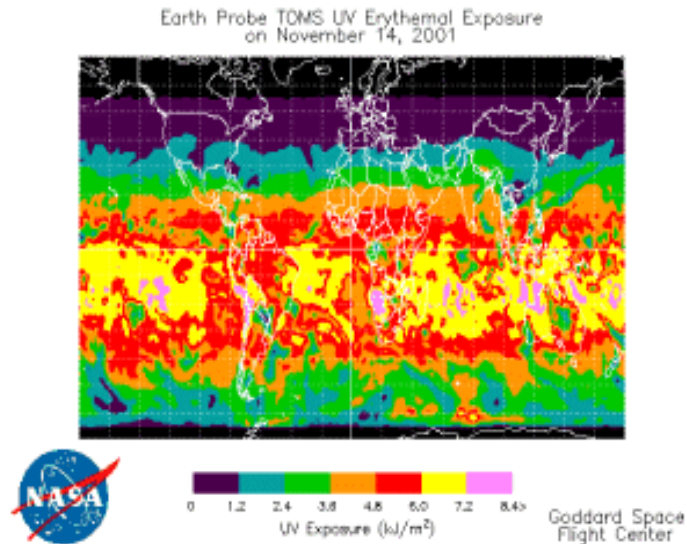 Earth Probe TOMS UV Erythemal Exposure
on November 14, 2001
NASA
0 1.2 2.4 3.6 4.8 6.0 7.2 8.4>
UV Exposure (kJ/m²)
Goddard Space
Flight Center